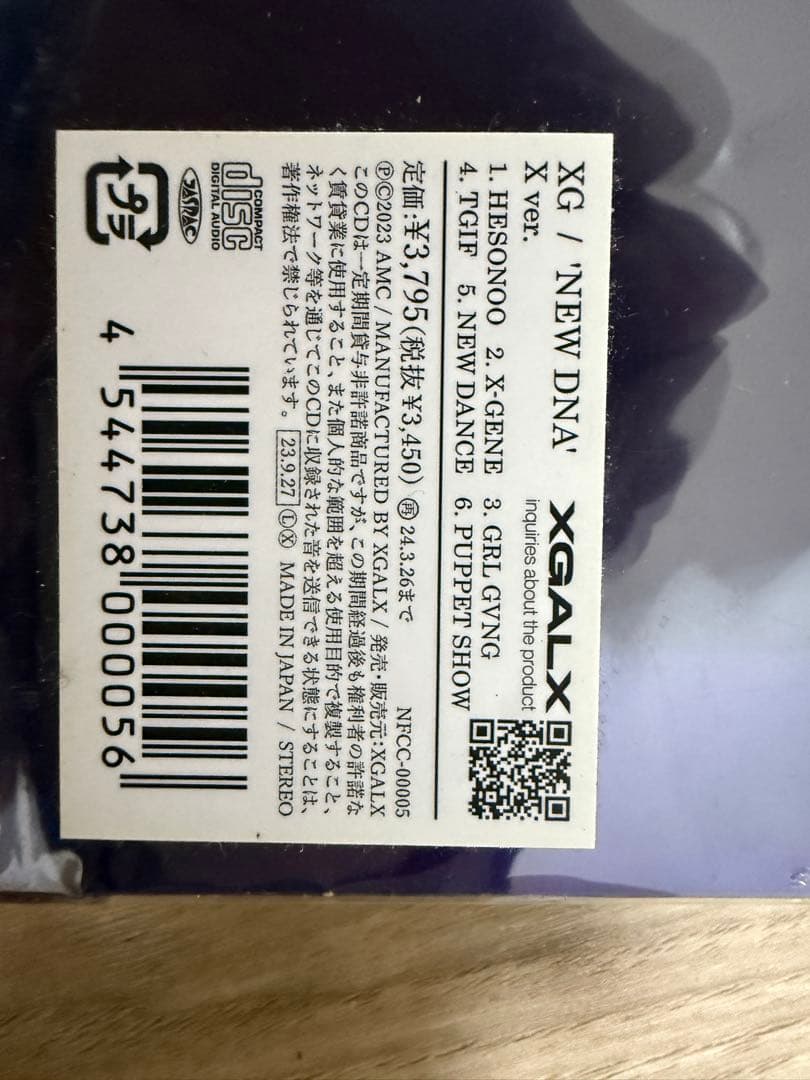 XG / 'NEW DNA'
X ver.
XGALX
inquiries about the product
1. HESONOO 2. X-GENE 3. GRL GVNG
4. TGIF 5. NEW DANCE 6. PUPPET SHOW
NFCC-00005
定価:¥3,795(税抜¥3,450) 再 24.3.26まで
ⓅⒸ2023 AMC / MANUFACTURED BY XGALX / 発売・販売元:XGALX
このCDは一定期間貸与非許諾商品ですが、この期間経過後も権利者の許諾な
く賃貸業に使用すること、また個人的な範囲を超える使用目的で複製すること、
ネットワーク等を通じてこのCDに収録された音を送信できる状態にすることは、
著作権法で禁じられています。 23.9.27 ⓁⓍ MADE IN JAPAN / STEREO
COMPACT
disc
DIGITAL AUDIO
JASRAC
プラ
4 544738 000056